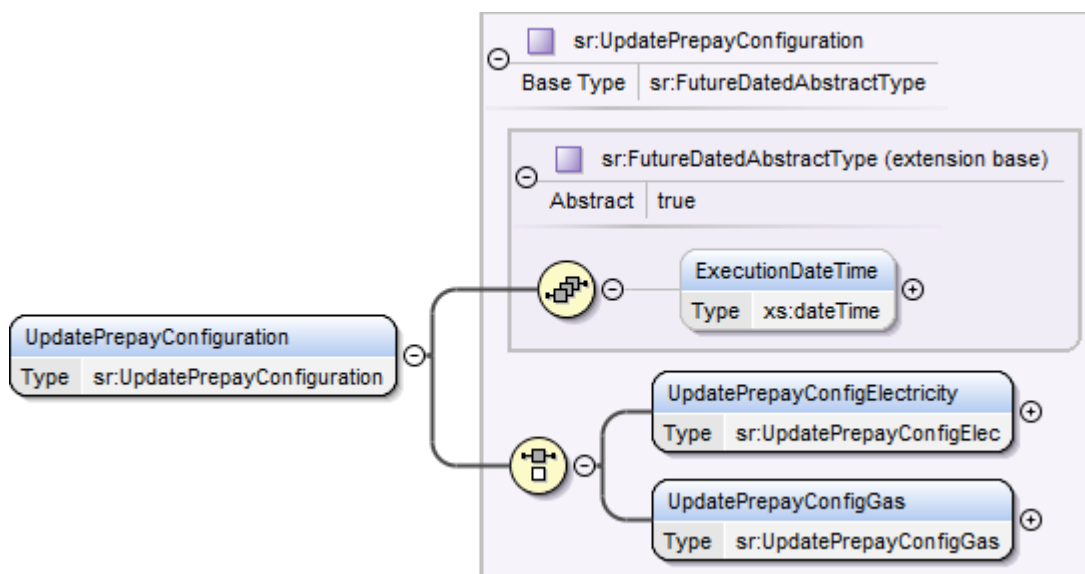 sr:UpdatePrepayConfiguration
Base Type sr:FutureDatedAbstractType
sr:FutureDatedAbstractType (extension base)
Abstract true
ExecutionDateTime
Type xs:dateTime
UpdatePrepayConfiguration
Type sr:UpdatePrepayConfiguration
UpdatePrepayConfigElectricity
Type sr:UpdatePrepayConfigElec
UpdatePrepayConfigGas
Type sr:UpdatePrepayConfigGas